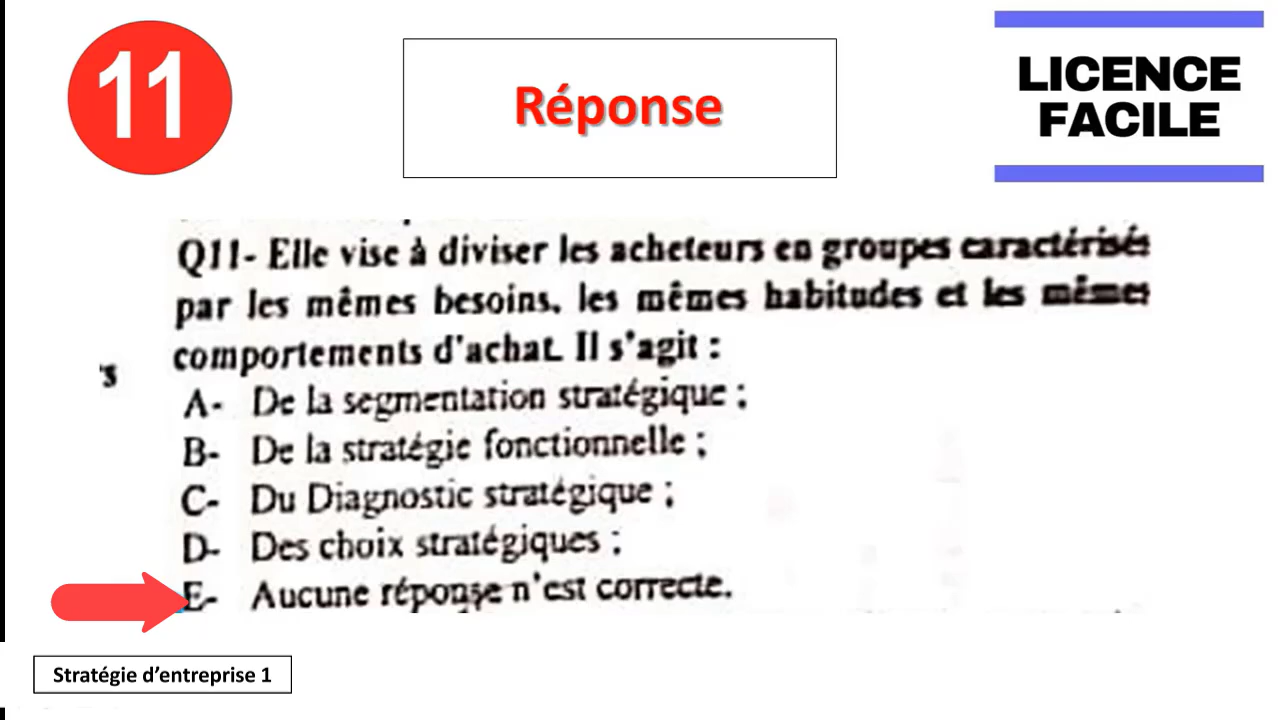 11
Réponse
LICENCE
FACILE
Q11- Elle vise à diviser les acheteurs en groupes caractérisés
par les mêmes besoins, les mêmes habitudes et les mêmes
comportements d'achat. Il s'agit :
's
A- De la segmentation stratégique ;
B- De la stratégie fonctionnelle ;
C- Du Diagnostic stratégique ;
D- Des choix stratégiques ;
E- Aucune réponse n'est correcte.
Stratégie d'entreprise 1